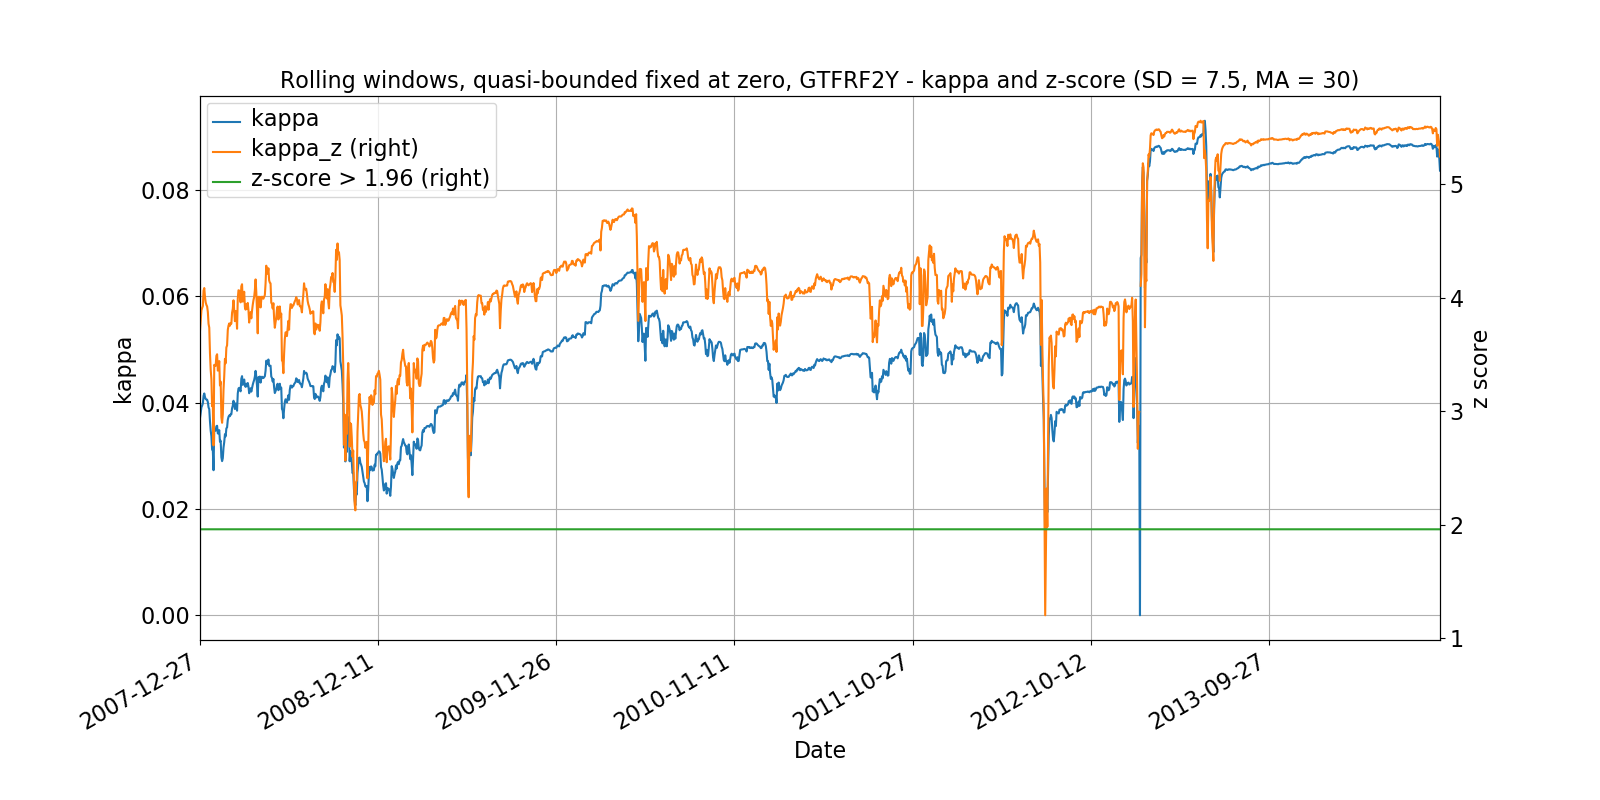 Rolling windows, quasi-bounded fixed at zero, GTFRF2Y - kappa and z-score (SD = 7.5, MA = 30)
kappa
kappa_z (right)
z-score > 1.96 (right)
0.08
0.06
0.04
0.02
0.00
kappa
5
4
3
2
1
z score
2007-12-27
2008-12-11
2009-11-26
2010-11-11
2011-10-27
2012-10-12
2013-09-27
Date